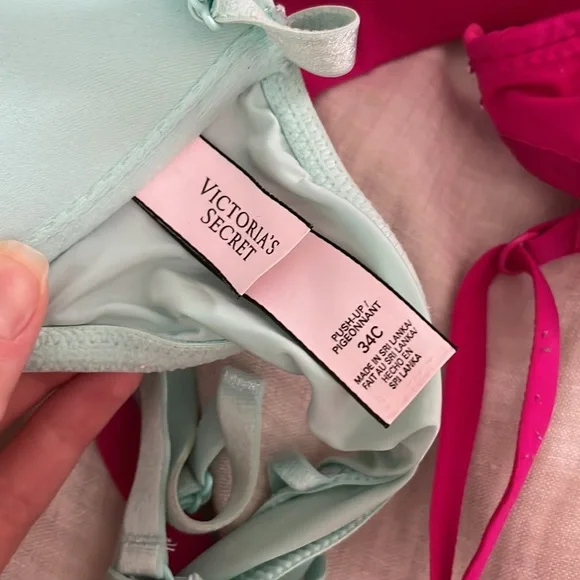 VICTORIA'S
SECRET
PUSH-UP/
PIGEONNANT
34C
MADE IN SRI LANKA/
FAIT AU SRI LANKA/
HECHO EN
SRI LANKA